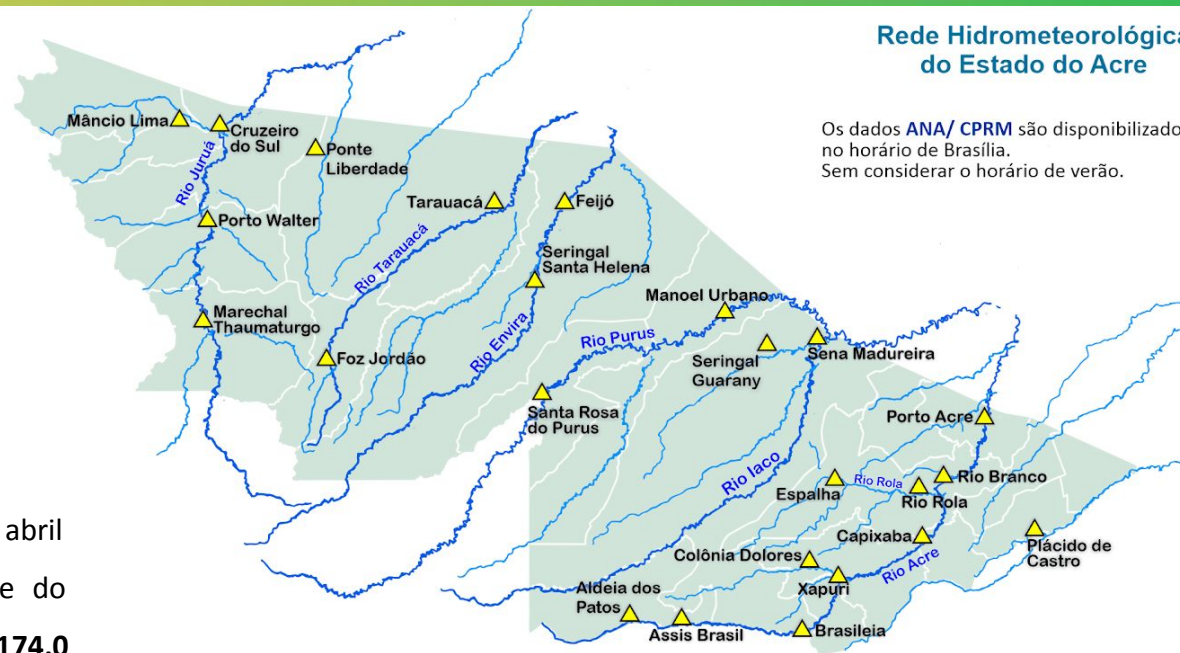 Rede Hidrometeorológica
do Estado do Acre
Os dados ANA/ CPRM são disponibilizado
no horário de Brasília.
Sem considerar o horário de verão.
Mâncio Lima
Cruzeiro
do Sul
Ponte
Liberdade
Rio Juruá
Porto Walter
Tarauacá
Feijó
Rio Tarauacá
Seringal
Santa Helena
Marechal
Thaumaturgo
Foz Jordão
Rio Envira
Manoel Urbano
Rio Purus
Seringal
Guarany
Sena Madureira
Santa Rosa
do Purus
Porto Acre
Rio Iaco
Espalha
Rio Rola
Rio Rola
Rio Branco
Capixaba
Plácido de
Castro
Colônia Dolores
Rio Acre
Xapuri
Aldeia dos
Patos
Assis Brasil
Brasileia
abril
e do
174.0